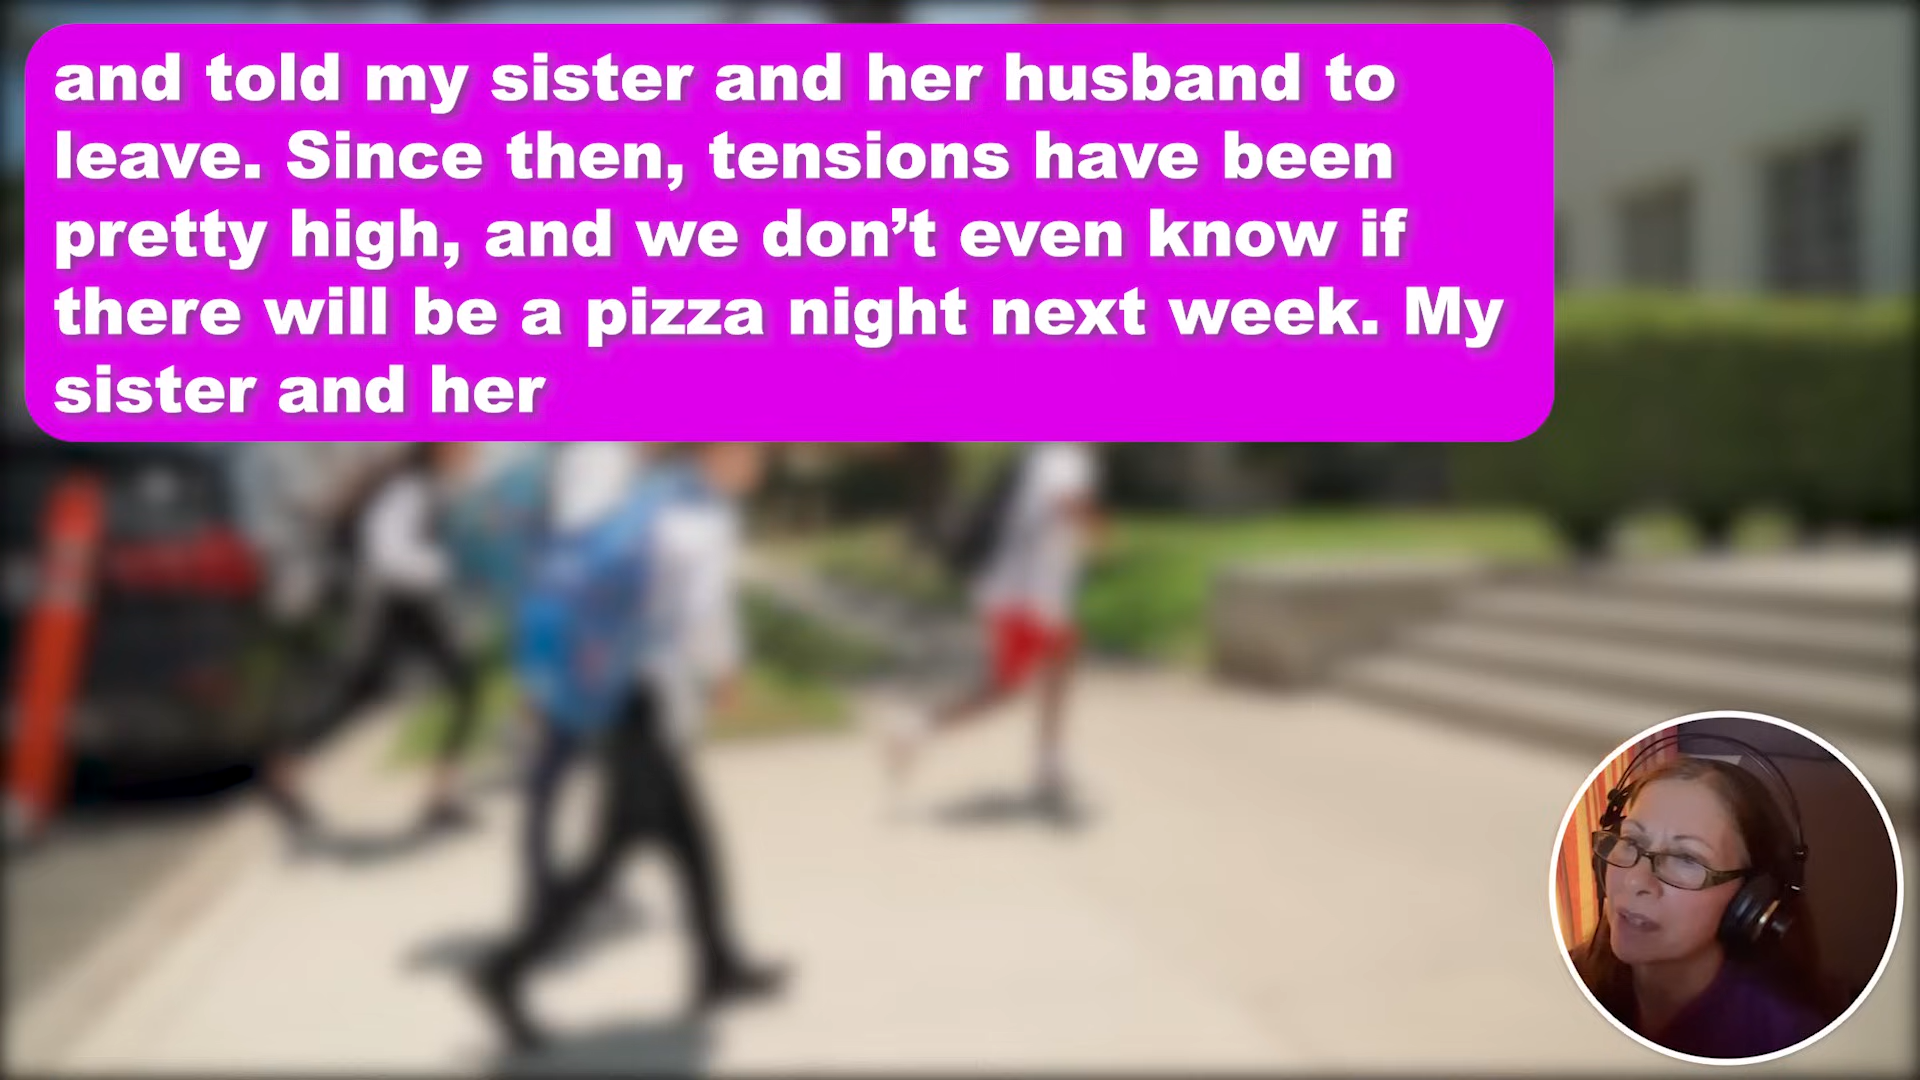 and told my sister and her husband to
leave. Since then, tensions have been
pretty high, and we don’t even know if
there will be a pizza night next week. My
sister and her